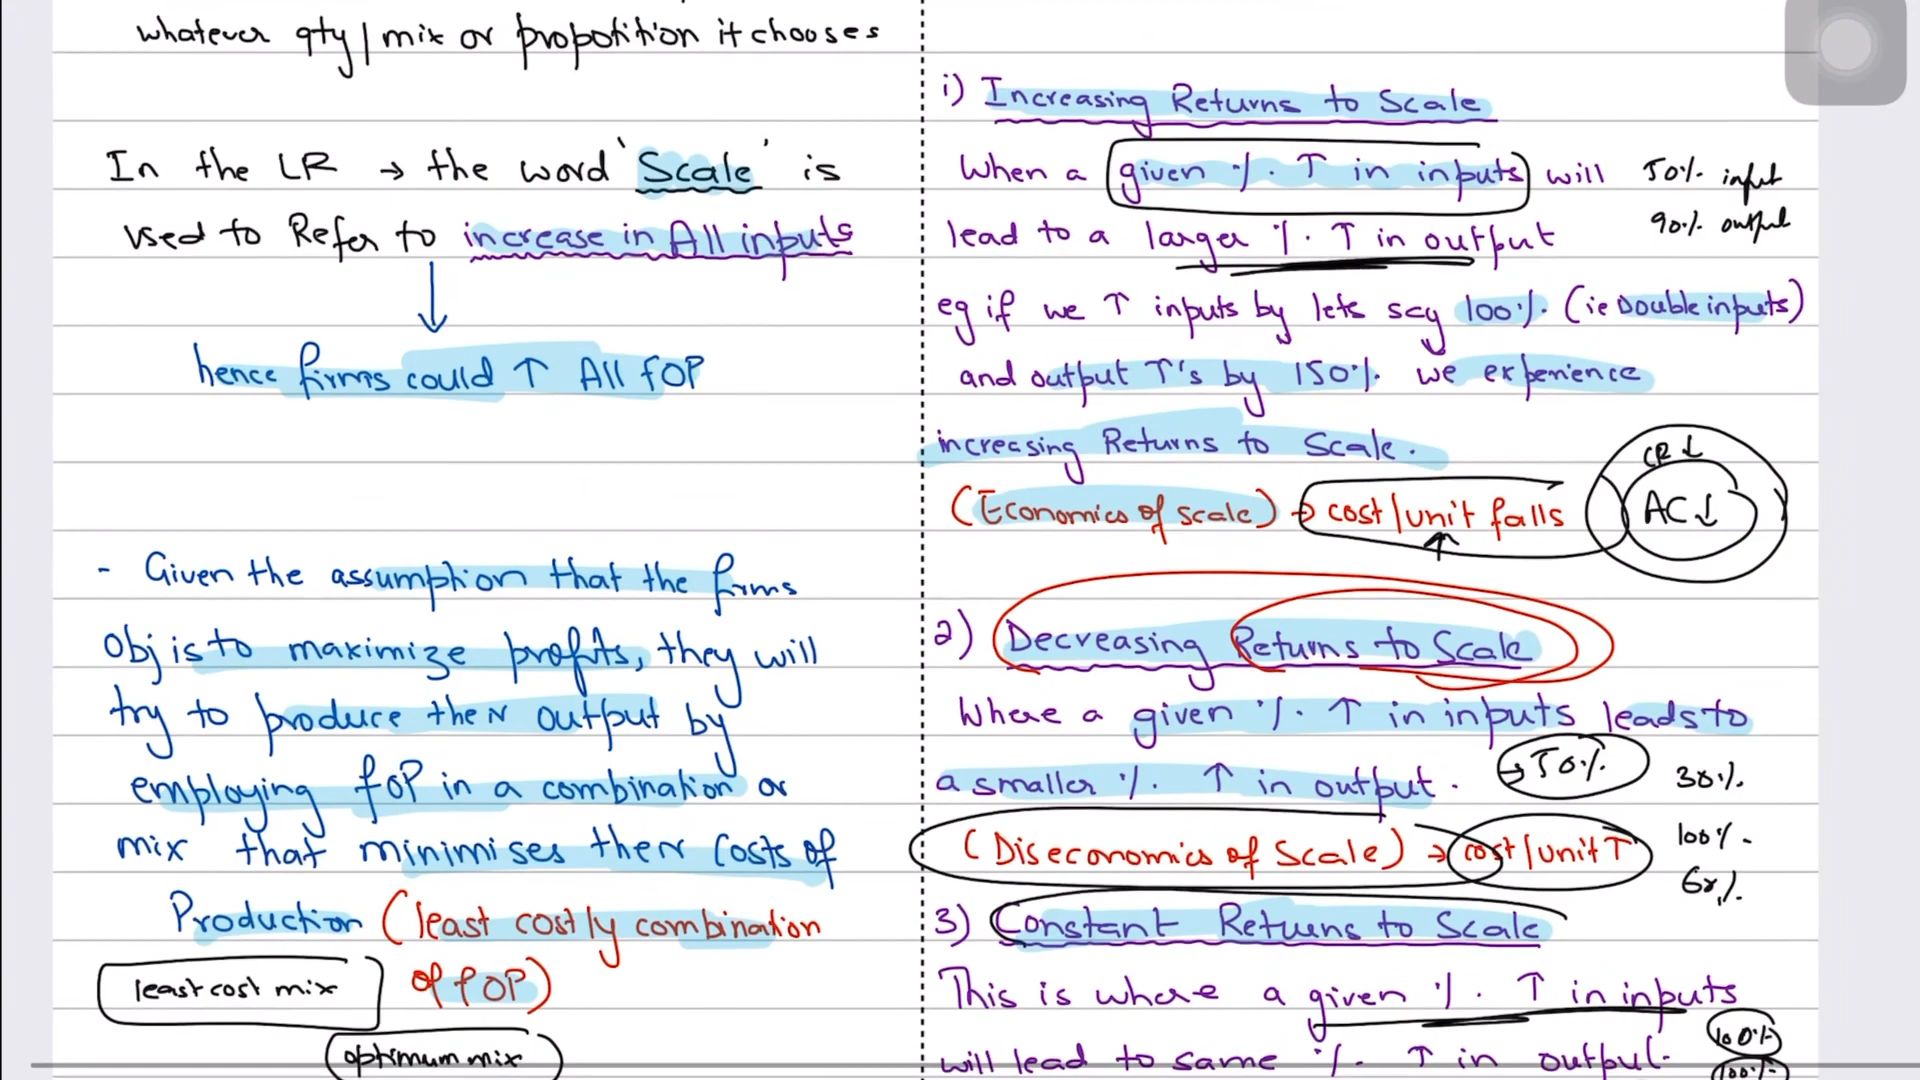 whatever qty/mix or propotition it chooses
In the LR → the word 'Scale' is
used to Refer to increase in All inputs
↓
hence firms could ↑ All FOP
- Given the assumption that the firms
Obj is to maximize profits, they will
try to produce their output by
employing FOP in a combination or
mix that minimises their costs of
Production (least costly combination
of FOP)
least cost mix
optimum mix
i) Increasing Returns to Scale
When a given %. ↑ in inputs will
lead to a larger %. ↑ in output
50%. input
90%. output
eg if we ↑ inputs by lets say 100%. (ie Double inputs)
and output ↑'s by 150%. we experience
increasing Returns to Scale.
(Economics of scale) → cost/unit falls
CR ↓
AC ↓
2) Decreasing Returns to Scale
Where a given %. ↑ in inputs leads to
a smaller %. ↑ in output.
→ 50%.
30%.
(Diseconomics of Scale) → cost/unit ↑
100%.
3) Constant Returns to Scale
This is where a given %. ↑ in inputs
will lead to same %. ↑ in output.
100%.
100%.